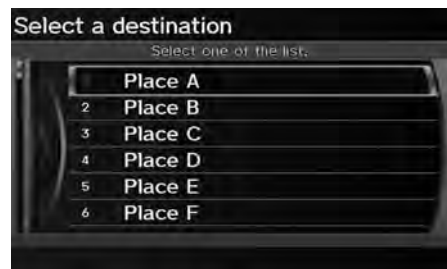 Select a destination
Select one of the list.
Place A
2 Place B
3 Place C
4 Place D
5 Place E
6 Place F